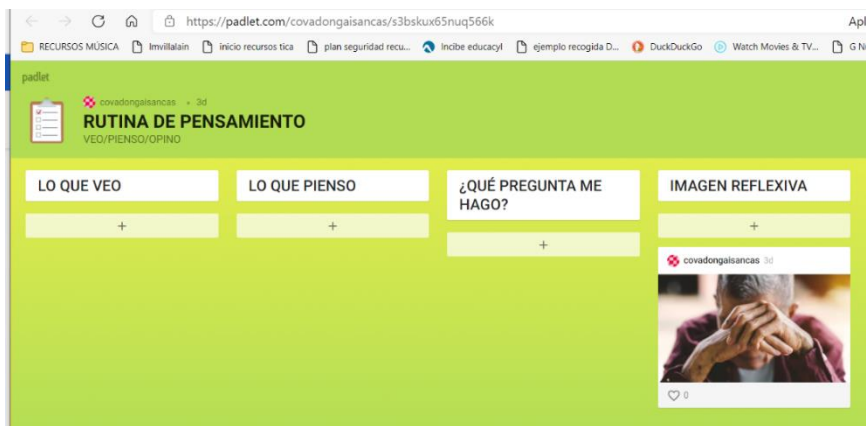 https://padlet.com/covadongaisancas/s3bskux65nuq566k
Apl
RECURSOS MÚSICA Imvillalain inicio recursos tica plan seguridad recu... Incibe educacyl ejemplo recogida D... DuckDuckGo Watch Movies & TV... G N
padlet
covadongaisancas • 3d
RUTINA DE PENSAMIENTO
VEO/PIENSO/OPINO
LO QUE VEO
+
LO QUE PIENSO
+
¿QUÉ PREGUNTA ME
HAGO?
+
IMAGEN REFLEXIVA
+
covadongaisancas 3d
0